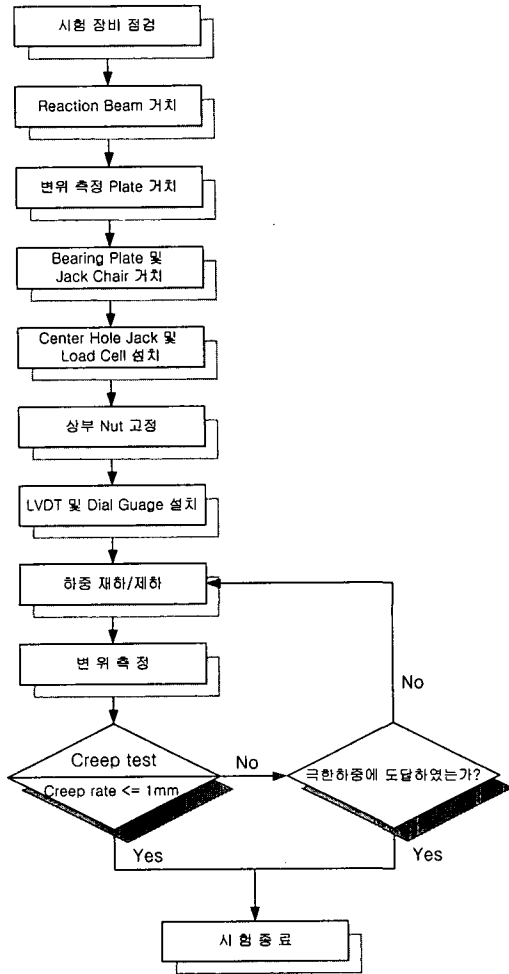 시험 장비 점검
Reaction Beam 거치
변위 측정 Plate 거치
Bearing Plate 및
Jack Chair 거치
Center Hole Jack 및
Load Cell 설치
상부 Nut 고정
LVDT 및 Dial Guage 설치
하중 재하/제하
변 위 측 정
No
Creep test
No
극한하중에 도달하였는가?
Creep rate <= 1mm
Yes
Yes
시 험 종 료